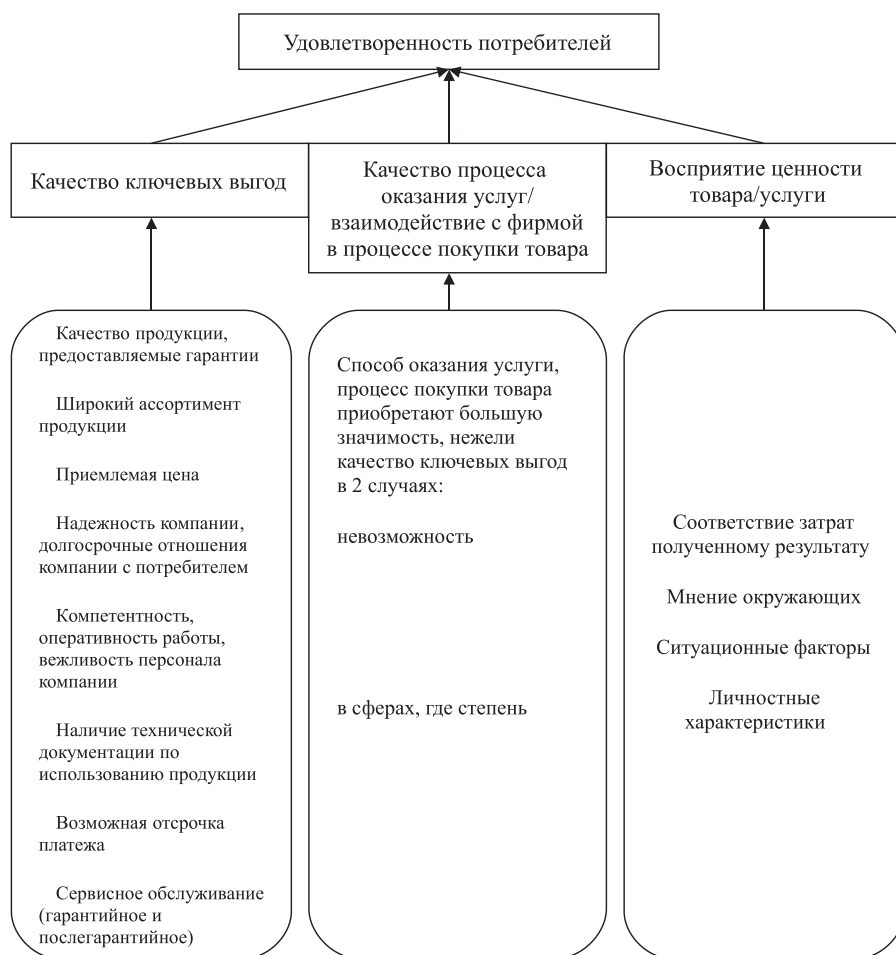 Удовлетворенность потребителей
Качество ключевых выгод
Качество процесса
оказания услуг/
взаимодействие с фирмой
в процессе покупки товара
Восприятие ценности
товара/услуги
Качество продукции,
предоставляемые гарантии
Широкий ассортимент
продукции
Приемлемая цена
Надежность компании,
долгосрочные отношения
компании с потребителем
Компетентность,
оперативность работы,
вежливость персонала
компании
Наличие технической
документации по
использованию продукции
Возможная отсрочка
платежа
Сервисное обслуживание
(гарантийное и
послегарантийное)
Способ оказания услуги,
процесс покупки товара
приобретают большую
значимость, нежели
качество ключевых выгод
в 2 случаях:
невозможность
в сферах, где степень
Соответствие затрат
полученному результату
Мнение окружающих
Ситуационные факторы
Личностные
характеристики